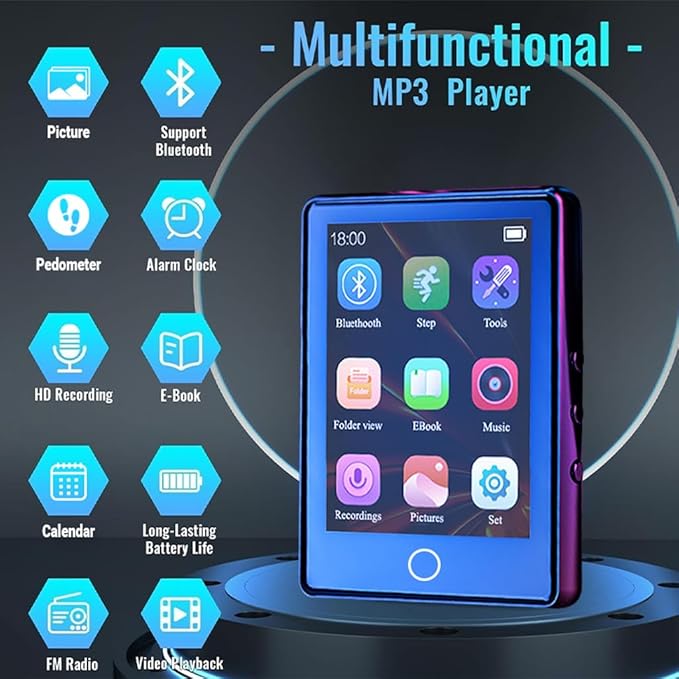 - Multifunctional -
MP3 Player
Picture
Support
Bluetooth
Pedometer
Alarm Clock
HD Recording
E-Book
Calendar
Long-Lasting
Battery Life
FM Radio
Video Playback
18:00
Bluethooth
Step
Tools
Folder
Folder view
EBook
Music
Recordings
Pictures
Set